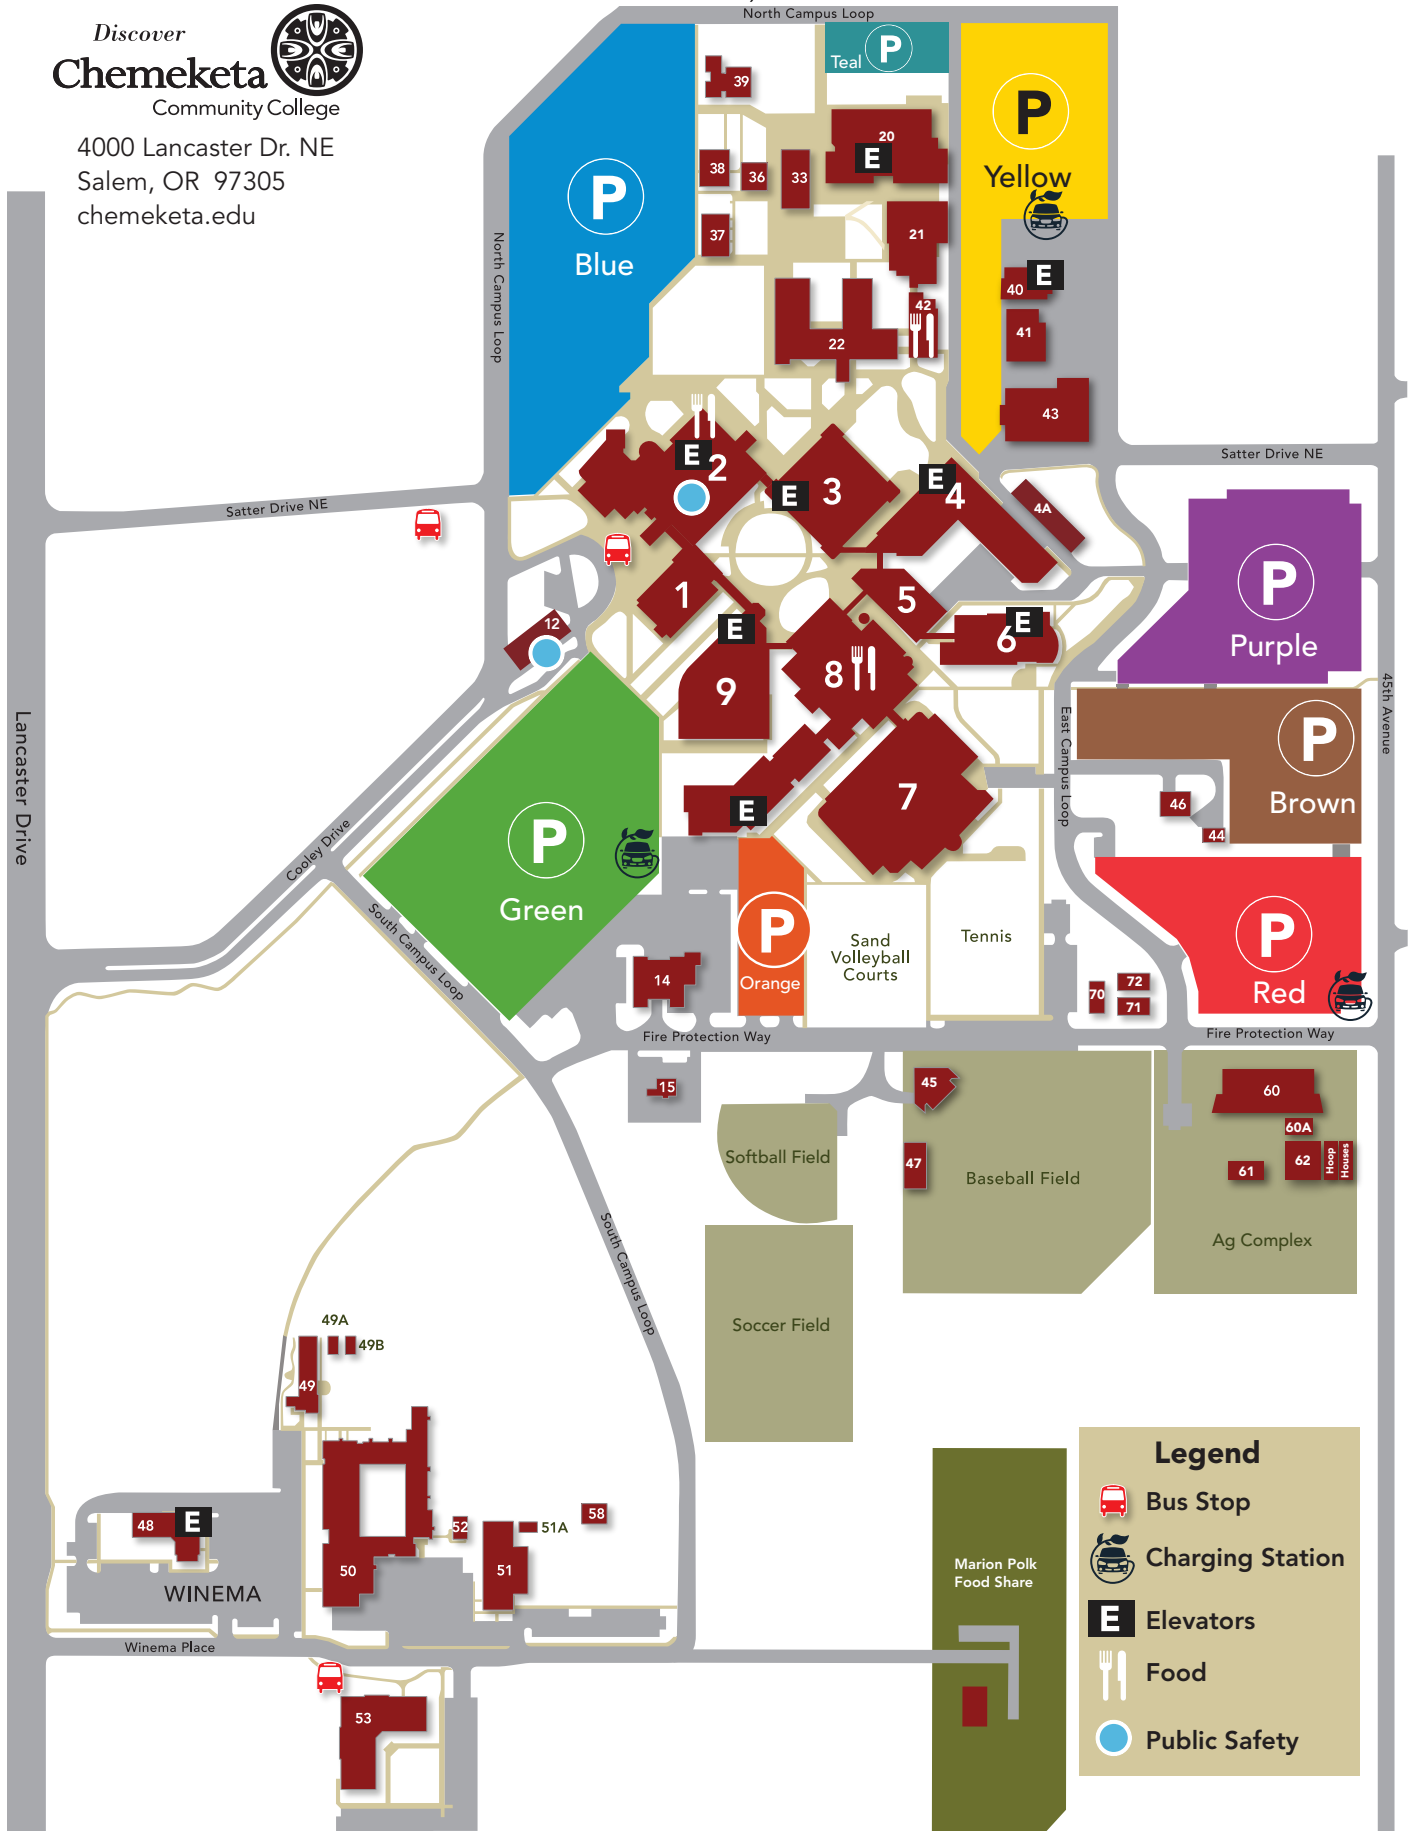 Discover
Chemeketa
Community College
4000 Lancaster Dr. NE
Salem, OR 97305
chemeketa.edu
North Campus Loop
P
Teal
P
Yellow
P
Blue
North Campus Loop
39
38
36
33
20
E
37
21
42
22
40
E
41
43
Satter Drive NE
Satter Drive NE
E
2
E
3
E
4
4A
1
5
12
E
6
E
8
9
7
E
P
Purple
45th Avenue
P
Brown
East Campus Loop
46
44
Lancaster Drive
Cooley Drive
P
Green
South Campus Loop
P
Orange
Sand
Volleyball
Courts
Tennis
P
Red
14
70
72
71
Fire Protection Way
Fire Protection Way
15
45
47
60
60A
61
62
Hoop
Houses
Softball Field
Baseball Field
Ag Complex
Soccer Field
South Campus Loop
49A
49B
49
48
E
WINEMA
50
52
51A
51
58
Winema Place
53
Marion Polk
Food Share
Legend
Bus Stop
Charging Station
E
Elevators
Food
Public Safety